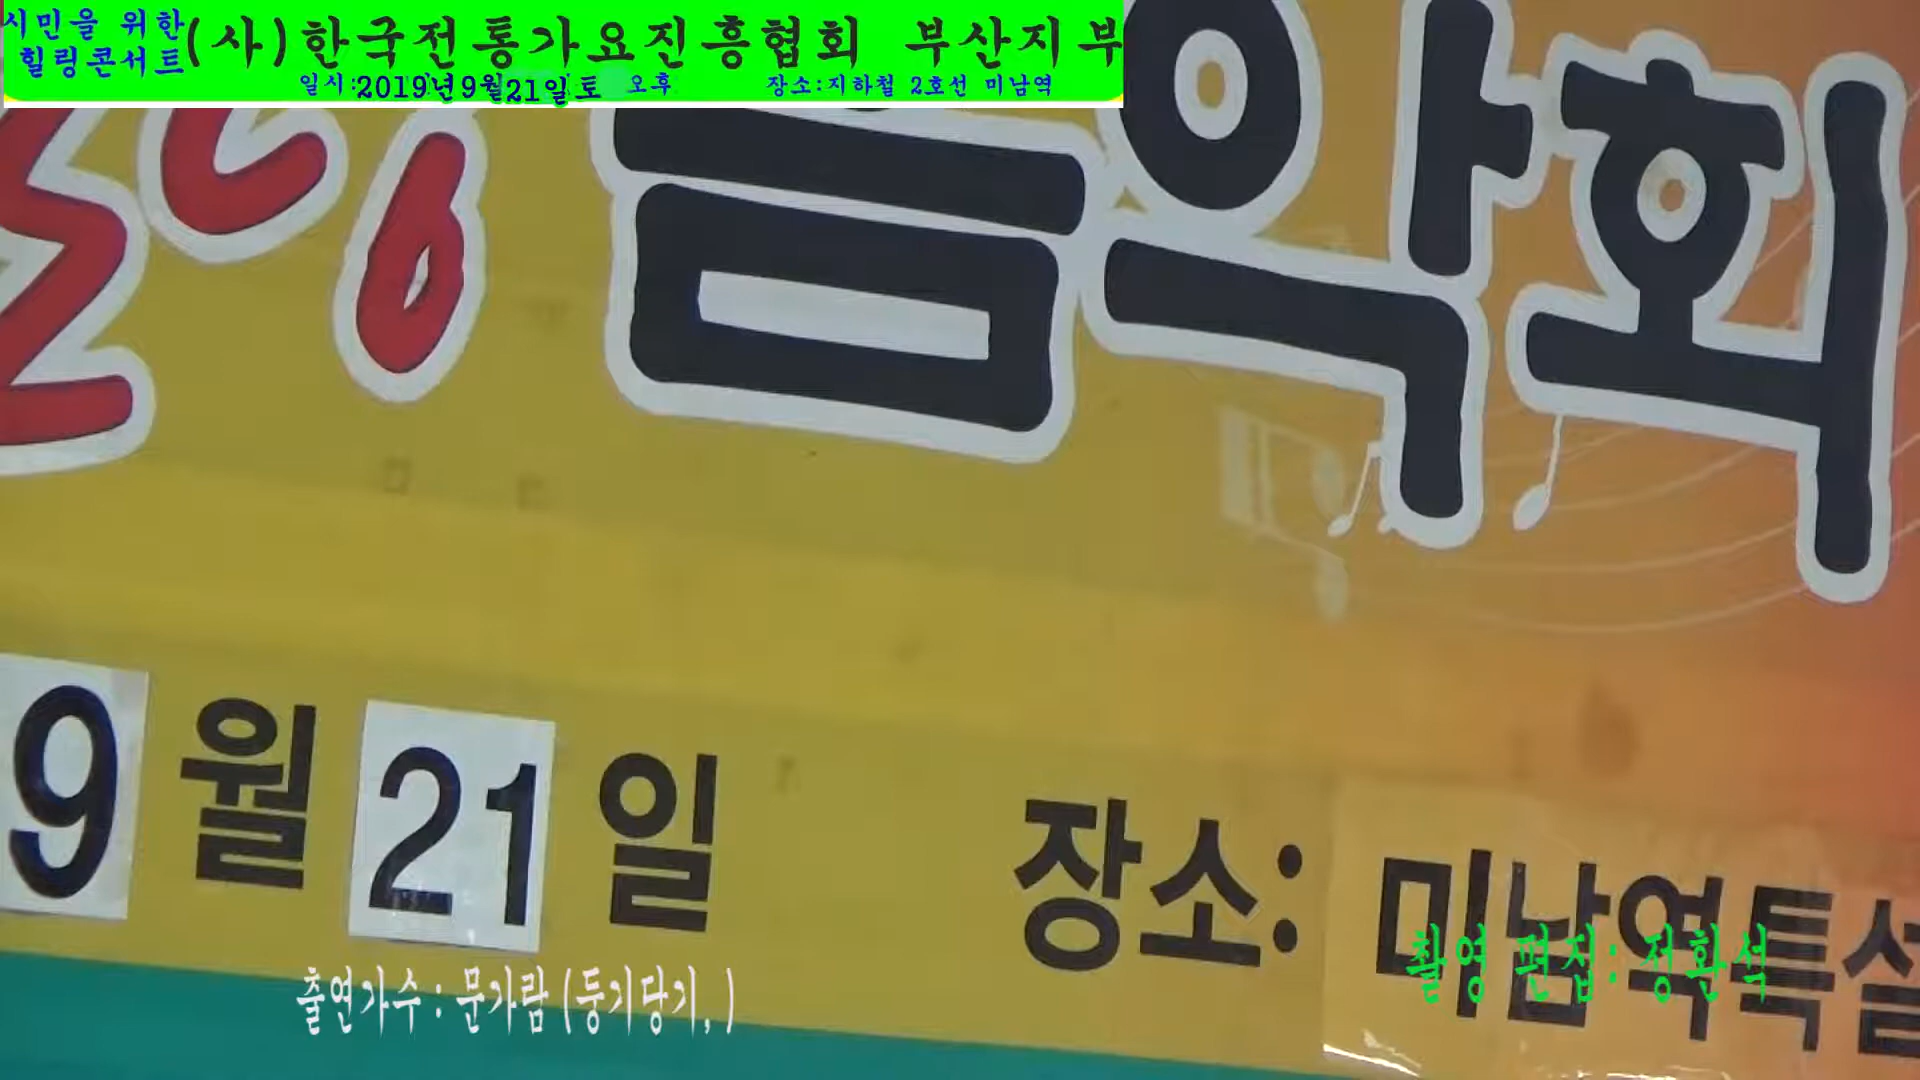 시민을 위한
힐링콘서트
(사)한국전통가요진흥협회 부산지부
일시:2019년9월21일토 오후 장소:지하철 2호선 미남역
음악회
9월 21일 장소: 미남역특설
출연가수 : 문가람 (둥기당기, )
촬영 편집: 정환석